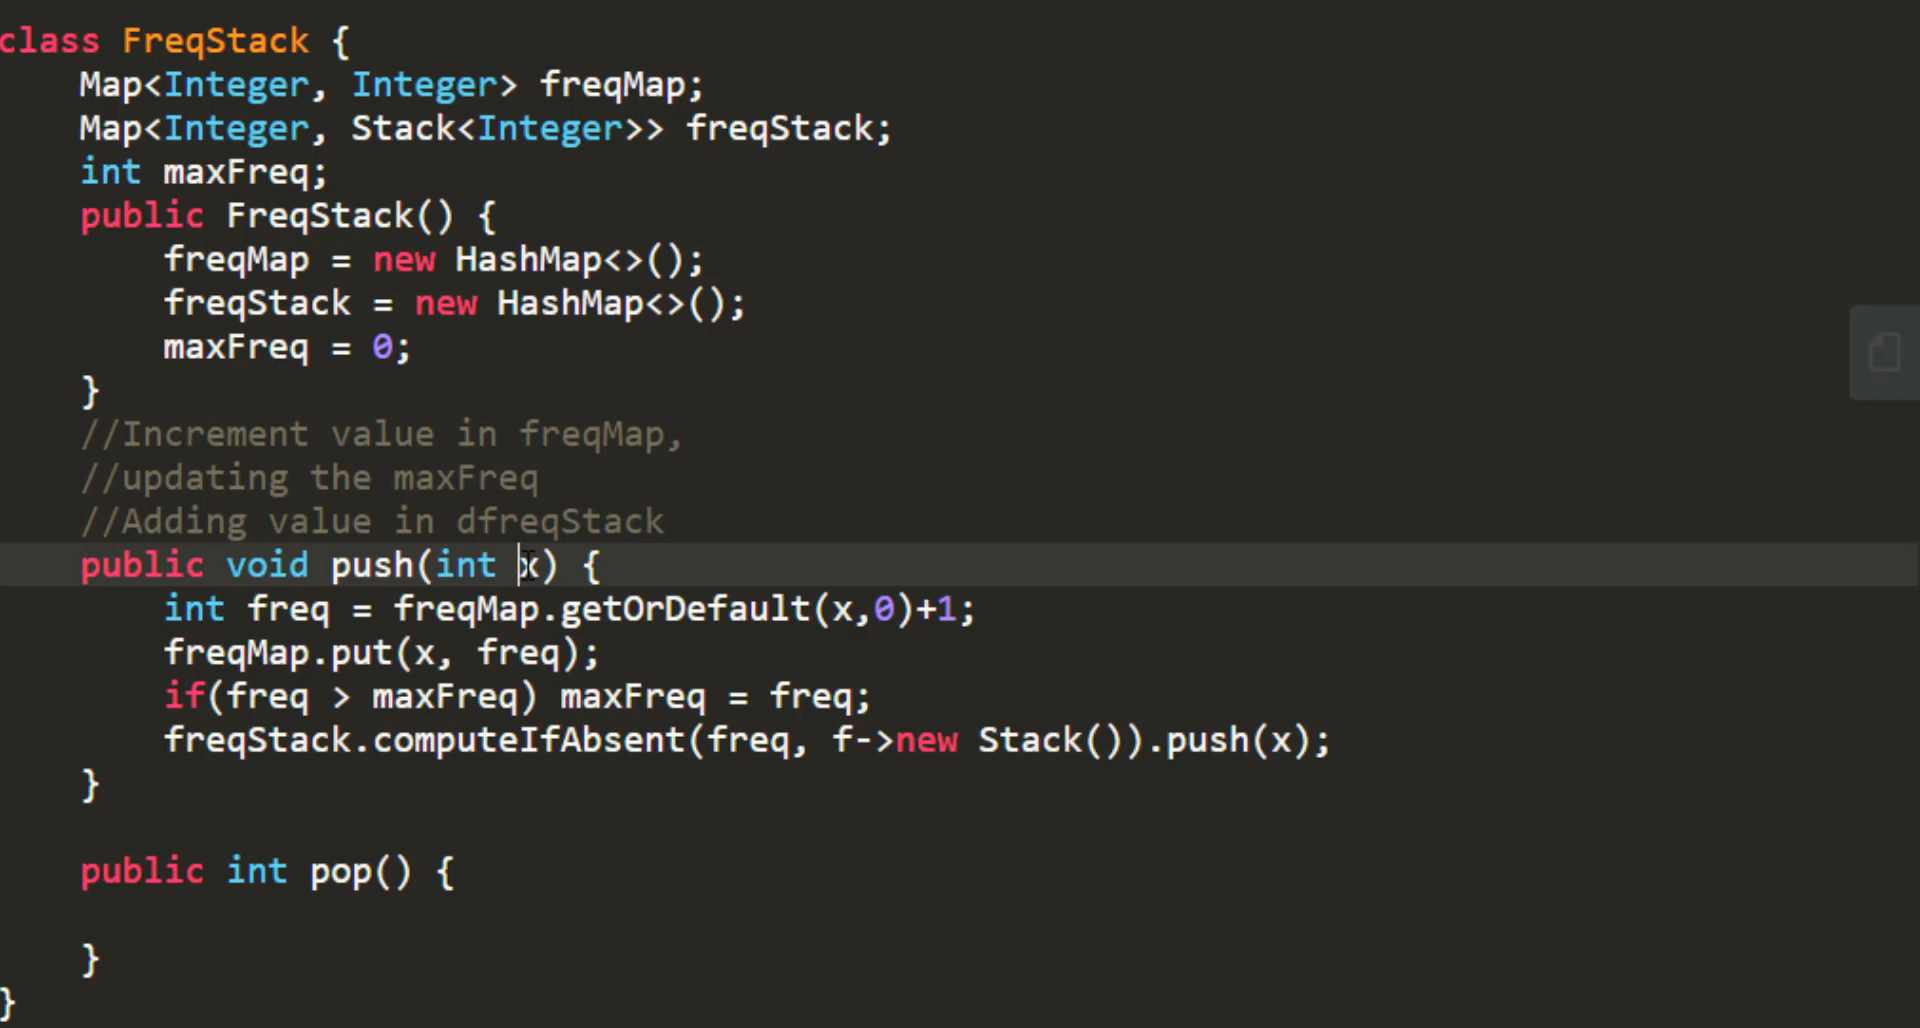 class FreqStack {
    Map<Integer, Integer> freqMap;
    Map<Integer, Stack<Integer>> freqStack;
    int maxFreq;
    public FreqStack() {
        freqMap = new HashMap<>();
        freqStack = new HashMap<>();
        maxFreq = 0;
    }
    //Increment value in freqMap,
    //updating the maxFreq
    //Adding value in dfreqStack
    public void push(int x) {
        int freq = freqMap.getOrDefault(x,0)+1;
        freqMap.put(x, freq);
        if(freq > maxFreq) maxFreq = freq;
        freqStack.computeIfAbsent(freq, f->new Stack()).push(x);
    }
    public int pop() {
    }
}